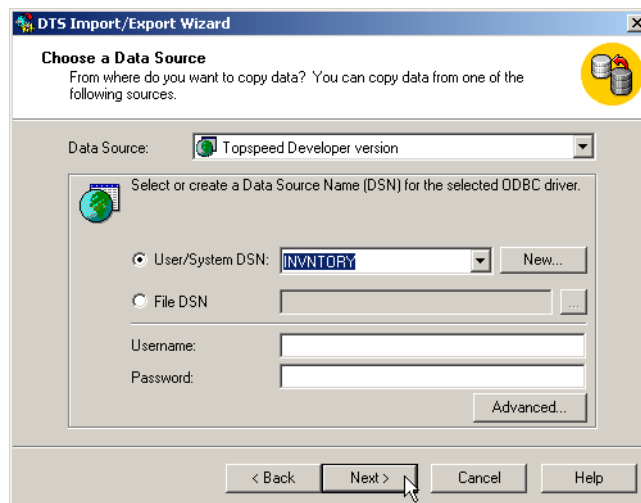 DTS Import/Export Wizard
Choose a Data Source
From where do you want to copy data? You can copy data from one of the
following sources.
Data Source: Topspeed Developer version
Select or create a Data Source Name (DSN) for the selected ODBC driver.
User/System DSN: INVNTORY New...
File DSN ...
Username:
Password:
Advanced...
< Back Next > Cancel Help